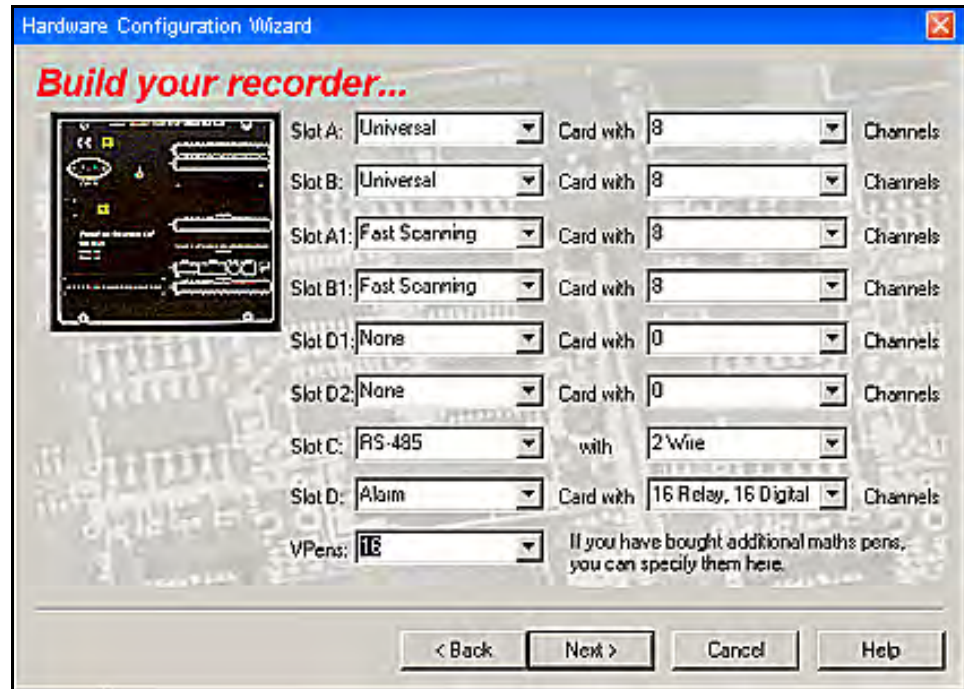 Hardware Configuration Wizard
Build your recorder...
Slot A: Universal Card with 8 Channels
Slot B: Universal Card with 8 Channels
Slot A1: Fast Scanning Card with 8 Channels
Slot B1: Fast Scanning Card with 8 Channels
Slot D1: None Card with 0 Channels
Slot D2: None Card with 0 Channels
Slot C: RS-485 with 2 Wire
Slot D: Alarm Card with 16 Relay, 16 Digital Channels
VPens: 16 If you have bought additional maths pens,
you can specify them here.
< Back Next > Cancel Help